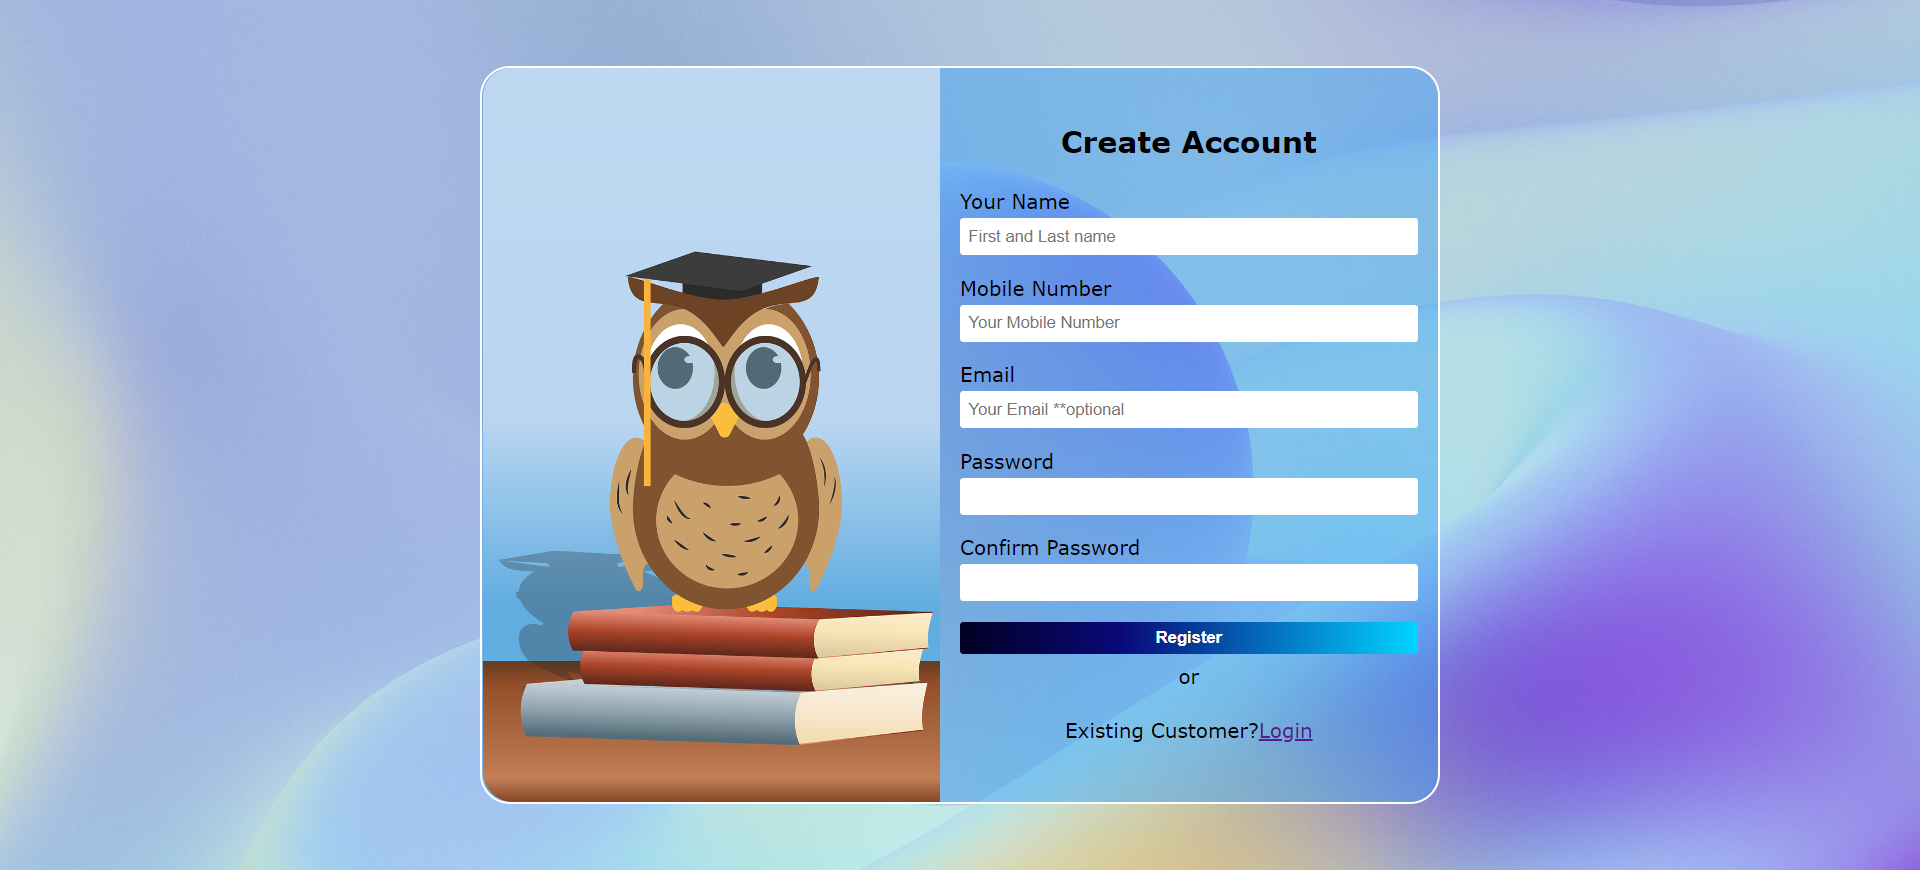 Create Account
Your Name
First and Last name
Mobile Number
Your Mobile Number
Email
Your Email **optional
Password
Confirm Password
Register
or
Existing Customer?Login